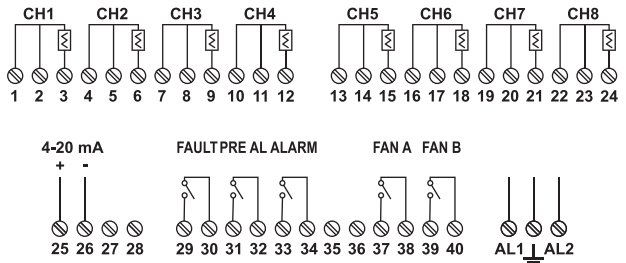 CH1 CH2 CH3 CH4 CH5 CH6 CH7 CH8
1 2 3 4 5 6 7 8 9 10 11 12 13 14 15 16 17 18 19 20 21 22 23 24
4-20 mA FAULT PRE AL ALARM FAN A FAN B
+ -
25 26 27 28 29 30 31 32 33 34 35 36 37 38 39 40 AL1 AL2